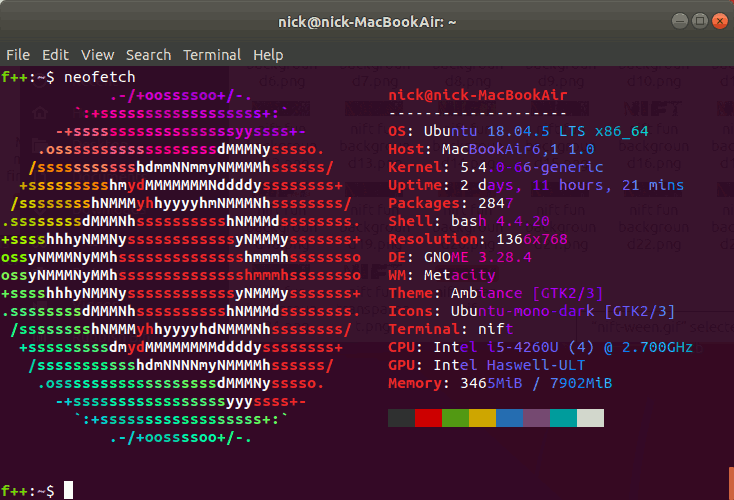 nick@nick-MacBookAir: ~
File Edit View Search Terminal Help
f++:~$ neofetch
.-/+oossssoo+/-.
`:+ssssssssssssssssss+:`
-+ssssssssssssssssssyyssss+-
.ossssssssssssssssssdMMMNysssso.
/ssssssssssshdmmNNmmyNMMMMhssssss/
+ssssssssshmydMMMMMMMNddddyssssssss+
/sssssssshNMMMyhhyyyyhmNMMMNhssssssss/
.ssssssssdMMMNhsssssssssshNMMMdssssssss.
+sssshhhyNMMNyssssssssssssyNMMMysssssss+
ossyNMMMNyMMhsssssssssssssshmmmhssssssso
ossyNMMMNyMMhsssssssssssssshmmmhssssssso
+sssshhhyNMMNyssssssssssssyNMMMysssssss+
.ssssssssdMMMNhsssssssssshNMMMdssssssss.
/sssssssshNMMMyhhyyyyhdNMMMNhssssssss/
+sssssssssdmydMMMMMMMMddddyssssssss+
/ssssssssssshdmNNNNmyNMMMMhssssss/
.ossssssssssssssssssdMMMNysssso.
-+sssssssssssssssssyyyssss+-
`:+ssssssssssssssssss+:`
.-/+oossssoo+/-.
nick@nick-MacBookAir
--------------------
OS: Ubuntu 18.04.5 LTS x86_64
Host: MacBookAir6,1 1.0
Kernel: 5.4.0-66-generic
Uptime: 2 days, 11 hours, 21 mins
Packages: 2847
Shell: bash 4.4.20
Resolution: 1366x768
DE: GNOME 3.28.4
WM: Metacity
Theme: Ambiance [GTK2/3]
Icons: Ubuntu-mono-dark [GTK2/3]
Terminal: nift
CPU: Intel i5-4260U (4) @ 2.700GHz
GPU: Intel Haswell-ULT
Memory: 3465MiB / 7902MiB
f++:~$